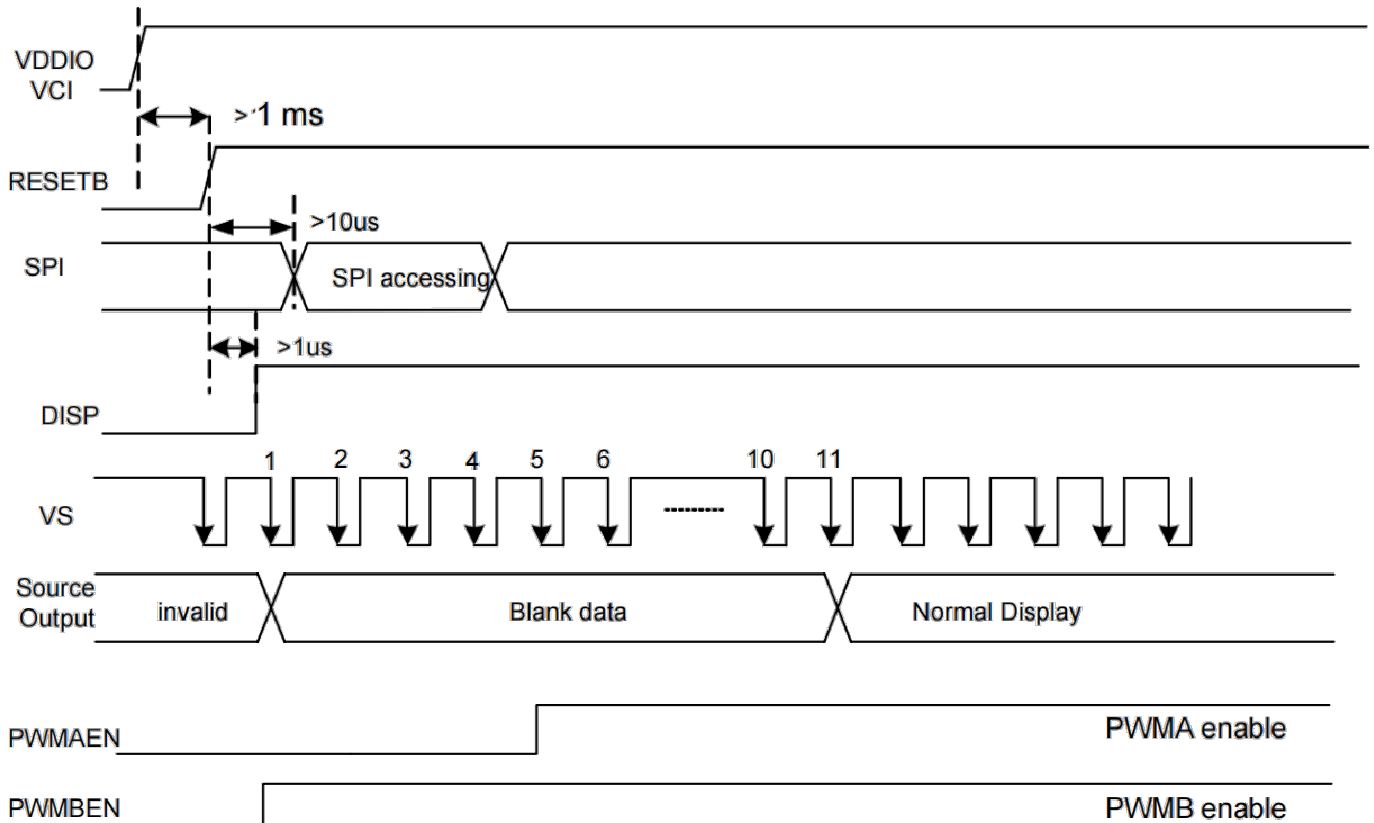 VDDIO
VCI
> 1 ms
RESETB
>10us
SPI
SPI accessing
>1us
DISP
1 2 3 4 5 6 10 11
VS
Source
Output
invalid
Blank data
Normal Display
PWMAEN
PWMA enable
PWMBEN
PWMB enable